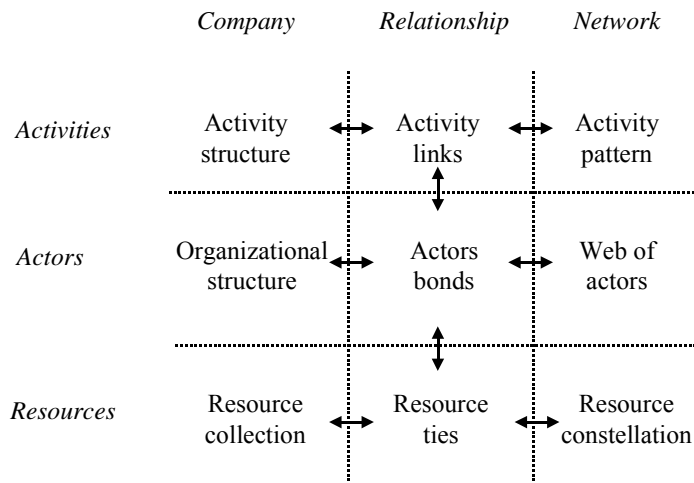 Company Relationship Network
Activities
Activity structure
Activity links
Activity pattern
Actors
Organizational structure
Actors bonds
Web of actors
Resources
Resource collection
Resource ties
Resource constellation